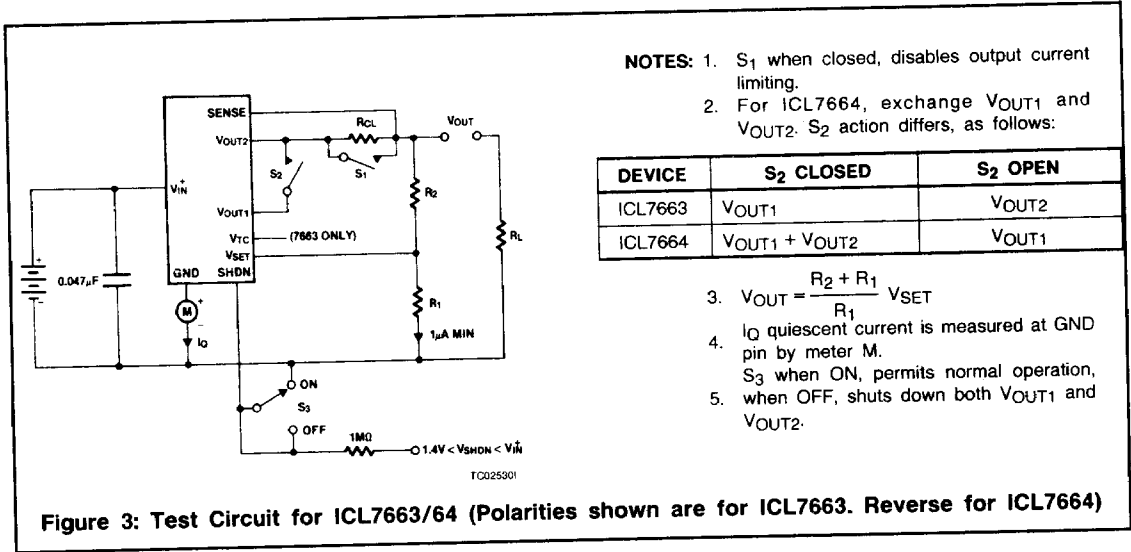 SENSE
VOUT2
RCL
VOUT
S2
S1
R2
V+IN
VOUT1
VTC
(7663 ONLY)
VSET
RL
GND SHDN
0.047µF
+
-
M
+
-
R1
IQ
1µA MIN
ON
S3
OFF
1MΩ
1.4V < VSHDN < V+IN
TC02530I
NOTES: 1. S1 when closed, disables output current
limiting.
2. For ICL7664, exchange VOUT1 and
VOUT2. S2 action differs, as follows:
DEVICE S2 CLOSED S2 OPEN
ICL7663 VOUT1 VOUT2
ICL7664 VOUT1 + VOUT2 VOUT1
3. VOUT = (R2 + R1) / R1 VSET
4. IQ quiescent current is measured at GND
pin by meter M.
5. S3 when ON, permits normal operation,
when OFF, shuts down both VOUT1 and
VOUT2.
Figure 3: Test Circuit for ICL7663/64 (Polarities shown are for ICL7663. Reverse for ICL7664)